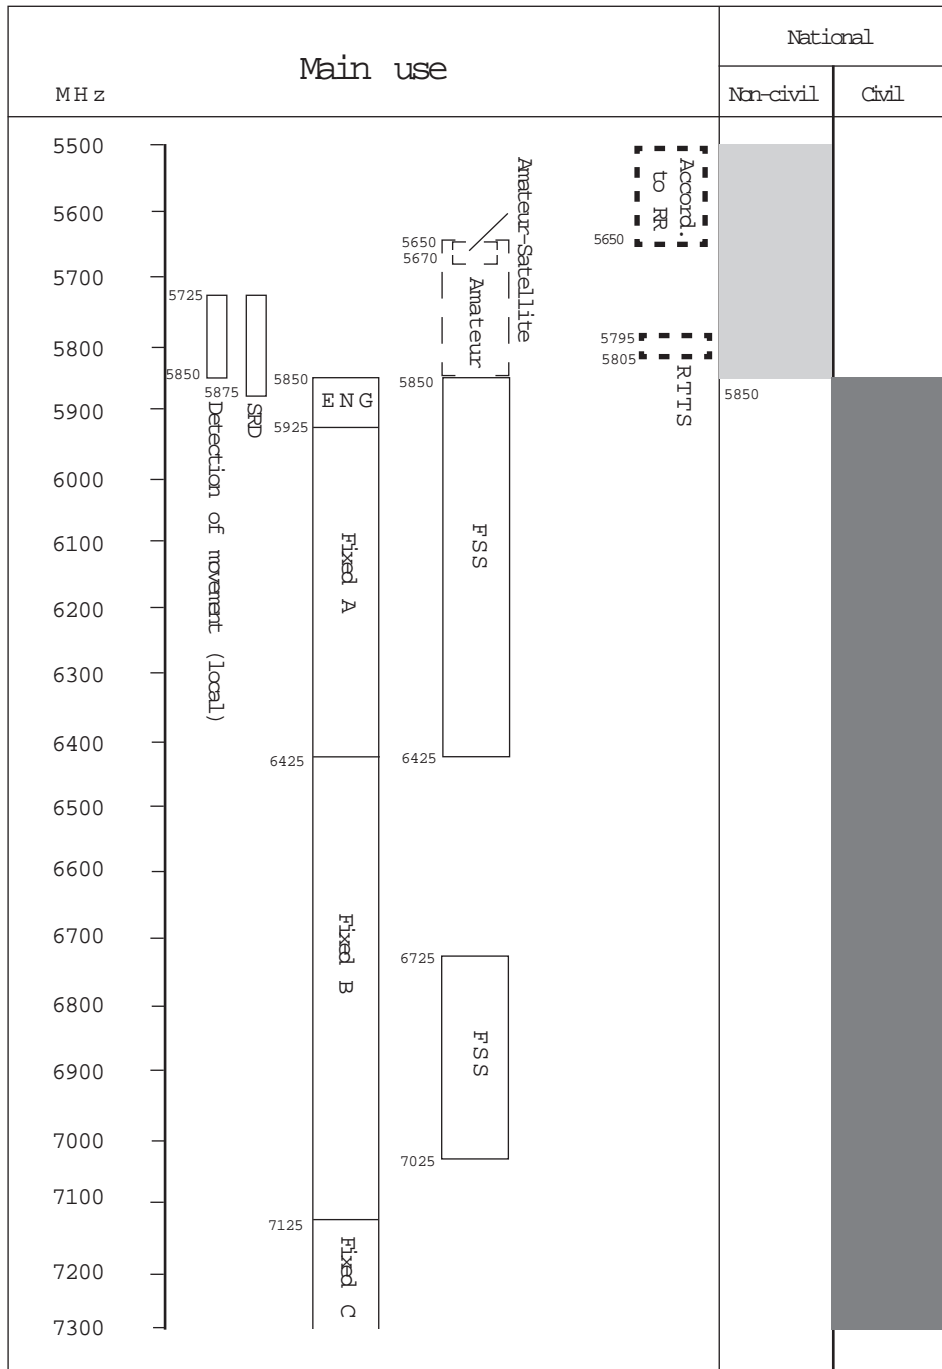 National
Main use
MHz
Non-civil
Civil
5500
5600
5700
5800
5900
6000
6100
6200
6300
6400
6500
6600
6700
6800
6900
7000
7100
7200
7300
5725
5850
5875
Detection of movement (local)
SRD
5850
ENG
5925
Fixed A
6425
Fixed B
7125
Fixed C
Amateur-Satellite
5650
5670
Amateur
5850
FSS
6425
6725
FSS
7025
Accord.
to RR
5650
5795
5805
RTTS
5850